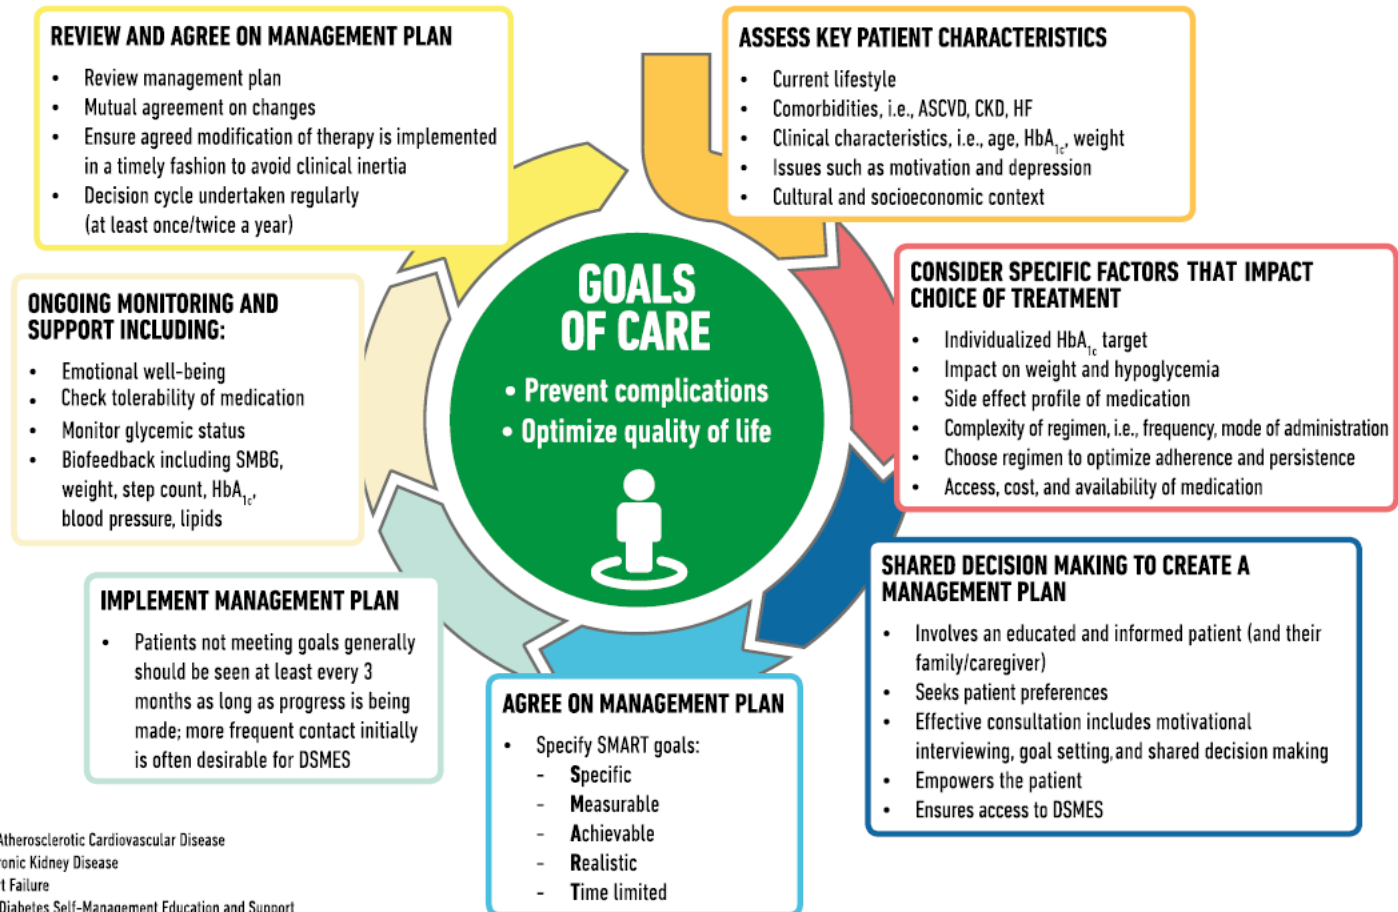 REVIEW AND AGREE ON MANAGEMENT PLAN
• Review management plan
• Mutual agreement on changes
• Ensure agreed modification of therapy is implemented
in a timely fashion to avoid clinical inertia
• Decision cycle undertaken regularly
(at least once/twice a year)
ASSESS KEY PATIENT CHARACTERISTICS
• Current lifestyle
• Comorbidities, i.e., ASCVD, CKD, HF
• Clinical characteristics, i.e., age, HbA1c, weight
• Issues such as motivation and depression
• Cultural and socioeconomic context
CONSIDER SPECIFIC FACTORS THAT IMPACT
CHOICE OF TREATMENT
• Individualized HbA1c target
• Impact on weight and hypoglycemia
• Side effect profile of medication
• Complexity of regimen, i.e., frequency, mode of administration
• Choose regimen to optimize adherence and persistence
• Access, cost, and availability of medication
SHARED DECISION MAKING TO CREATE A
MANAGEMENT PLAN
• Involves an educated and informed patient (and their
family/caregiver)
• Seeks patient preferences
• Effective consultation includes motivational
interviewing, goal setting, and shared decision making
• Empowers the patient
• Ensures access to DSMES
AGREE ON MANAGEMENT PLAN
• Specify SMART goals:
- Specific
- Measurable
- Achievable
- Realistic
- Time limited
IMPLEMENT MANAGEMENT PLAN
• Patients not meeting goals generally
should be seen at least every 3
months as long as progress is being
made; more frequent contact initially
is often desirable for DSMES
ONGOING MONITORING AND
SUPPORT INCLUDING:
• Emotional well-being
• Check tolerability of medication
• Monitor glycemic status
• Biofeedback including SMBG,
weight, step count, HbA1c,
blood pressure, lipids
GOALS
OF CARE
• Prevent complications
• Optimize quality of life
Atherosclerotic Cardiovascular Disease
Kidney Disease
Failure
Diabetes Self-Management Education and Support